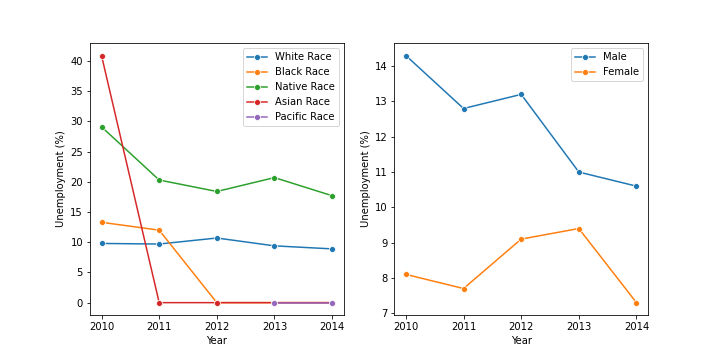 White Race
Black Race
Native Race
Asian Race
Pacific Race
40
35
30
25
20
15
10
5
0
Unemployment (%)
2010 2011 2012 2013 2014
Year
Male
Female
14
13
12
11
10
9
8
7
Unemployment (%)
2010 2011 2012 2013 2014
Year